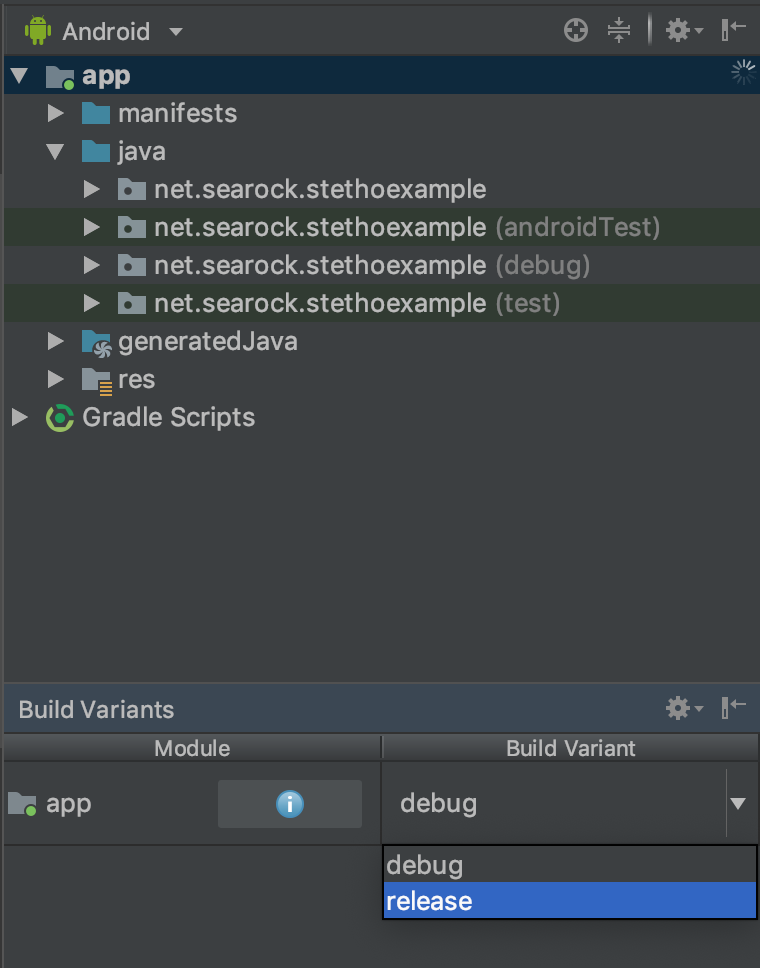 Android
app
manifests
java
net.searock.stethoexample
net.searock.stethoexample (androidTest)
net.searock.stethoexample (debug)
net.searock.stethoexample (test)
generatedJava
res
Gradle Scripts
Build Variants
Module Build Variant
app debug
debug
release